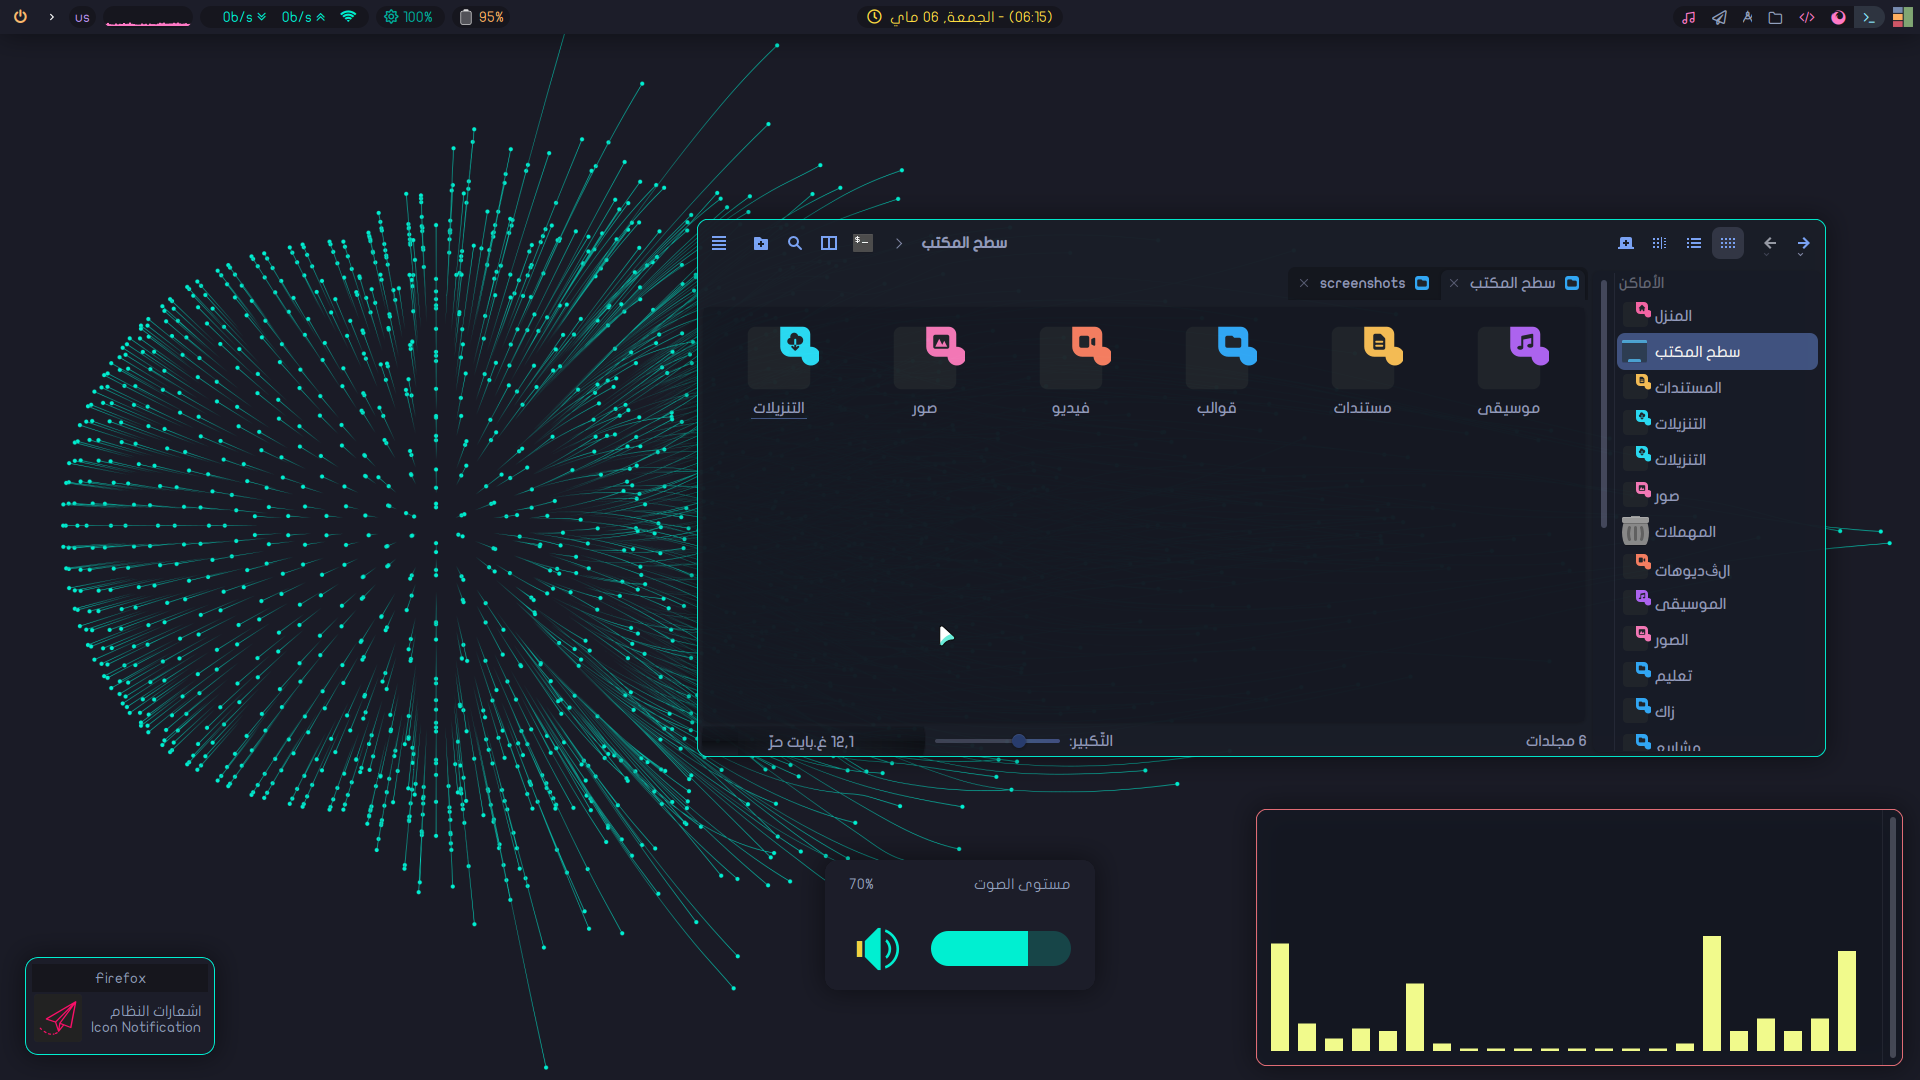 us
0b/s
0b/s
100%
95%
(06:15) - الجمعة, 06 ماي
سطح المكتب
سطح المكتب
screenshots
موسيقى
مستندات
قوالب
فيديو
صور
التنزيلات
الأماكن
المنزل
سطح المكتب
المستندات
التنزيلات
التنزيلات
صور
المهملات
الڤديوهات
الموسيقى
الصور
تعليم
زاك
مشاريع
6 مجلدات
التّكبير:
12,1 غ.بايت حرّ
مستوى الصوت
70%
Firefox
اشعارات النظام
Icon Notification